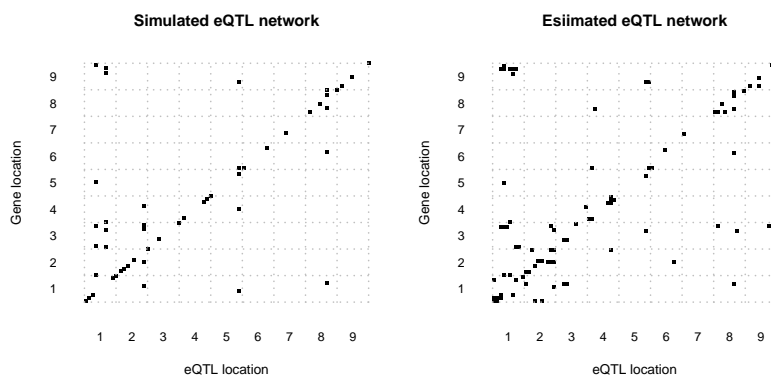 Simulated eQTL network
Gene location
9
8
7
6
5
4
3
2
1
1 2 3 4 5 6 7 8 9
eQTL location
Esiimated eQTL network
Gene location
9
8
7
6
5
4
3
2
1
1 2 3 4 5 6 7 8 9
eQTL location